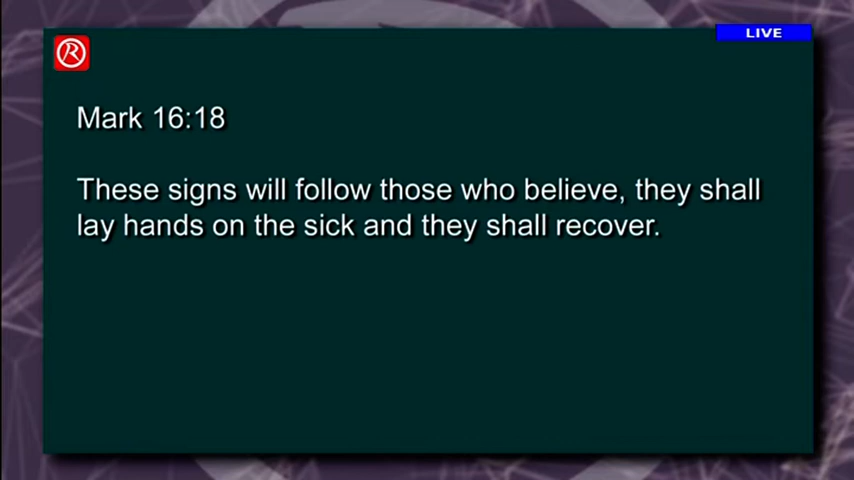 LIVE
R
Mark 16:18
These signs will follow those who believe, they shall
lay hands on the sick and they shall recover.